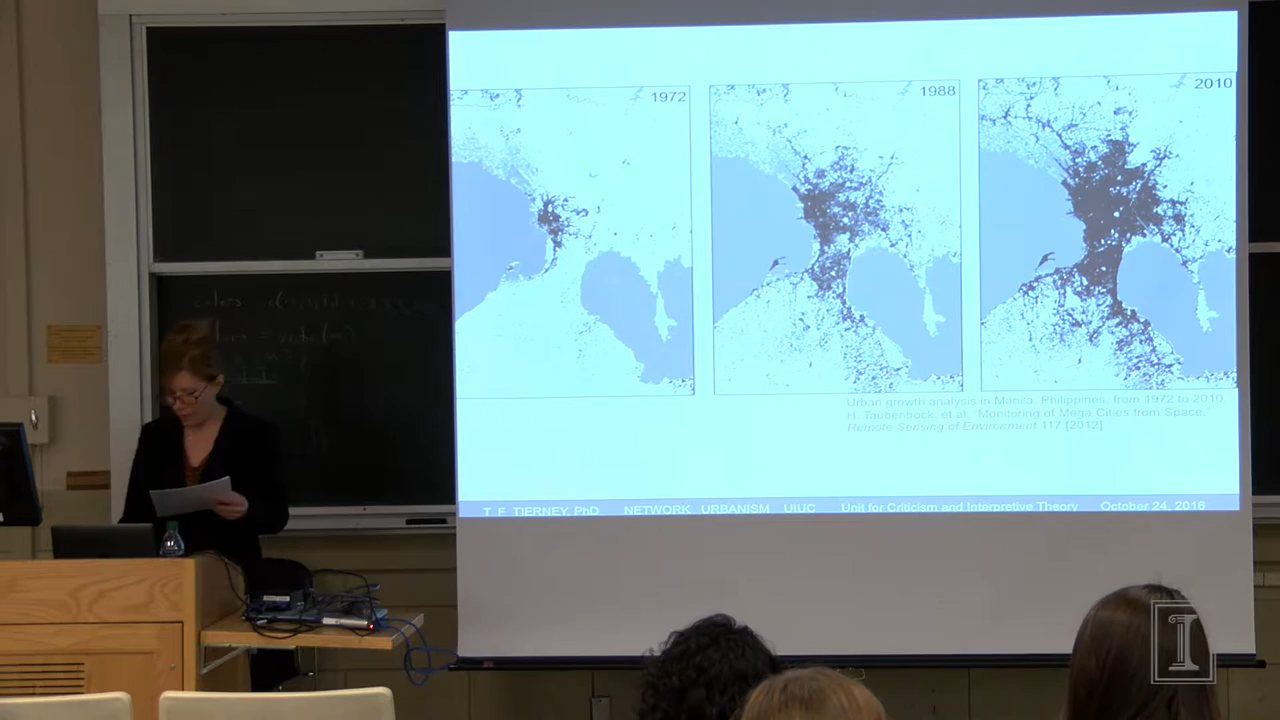 1972
1988
2010
Urban growth analysis in Manila, Philippines, from 1972 to 2010.
H. Taubenbock, et al, "Monitoring of Mega Cities from Space."
Remote Sensing of Environment 117 [2012]
T F TIERNEY, PhD NETWORK URBANISM UIUC Unit for Criticism and Interpretive Theory October 24, 2016
I